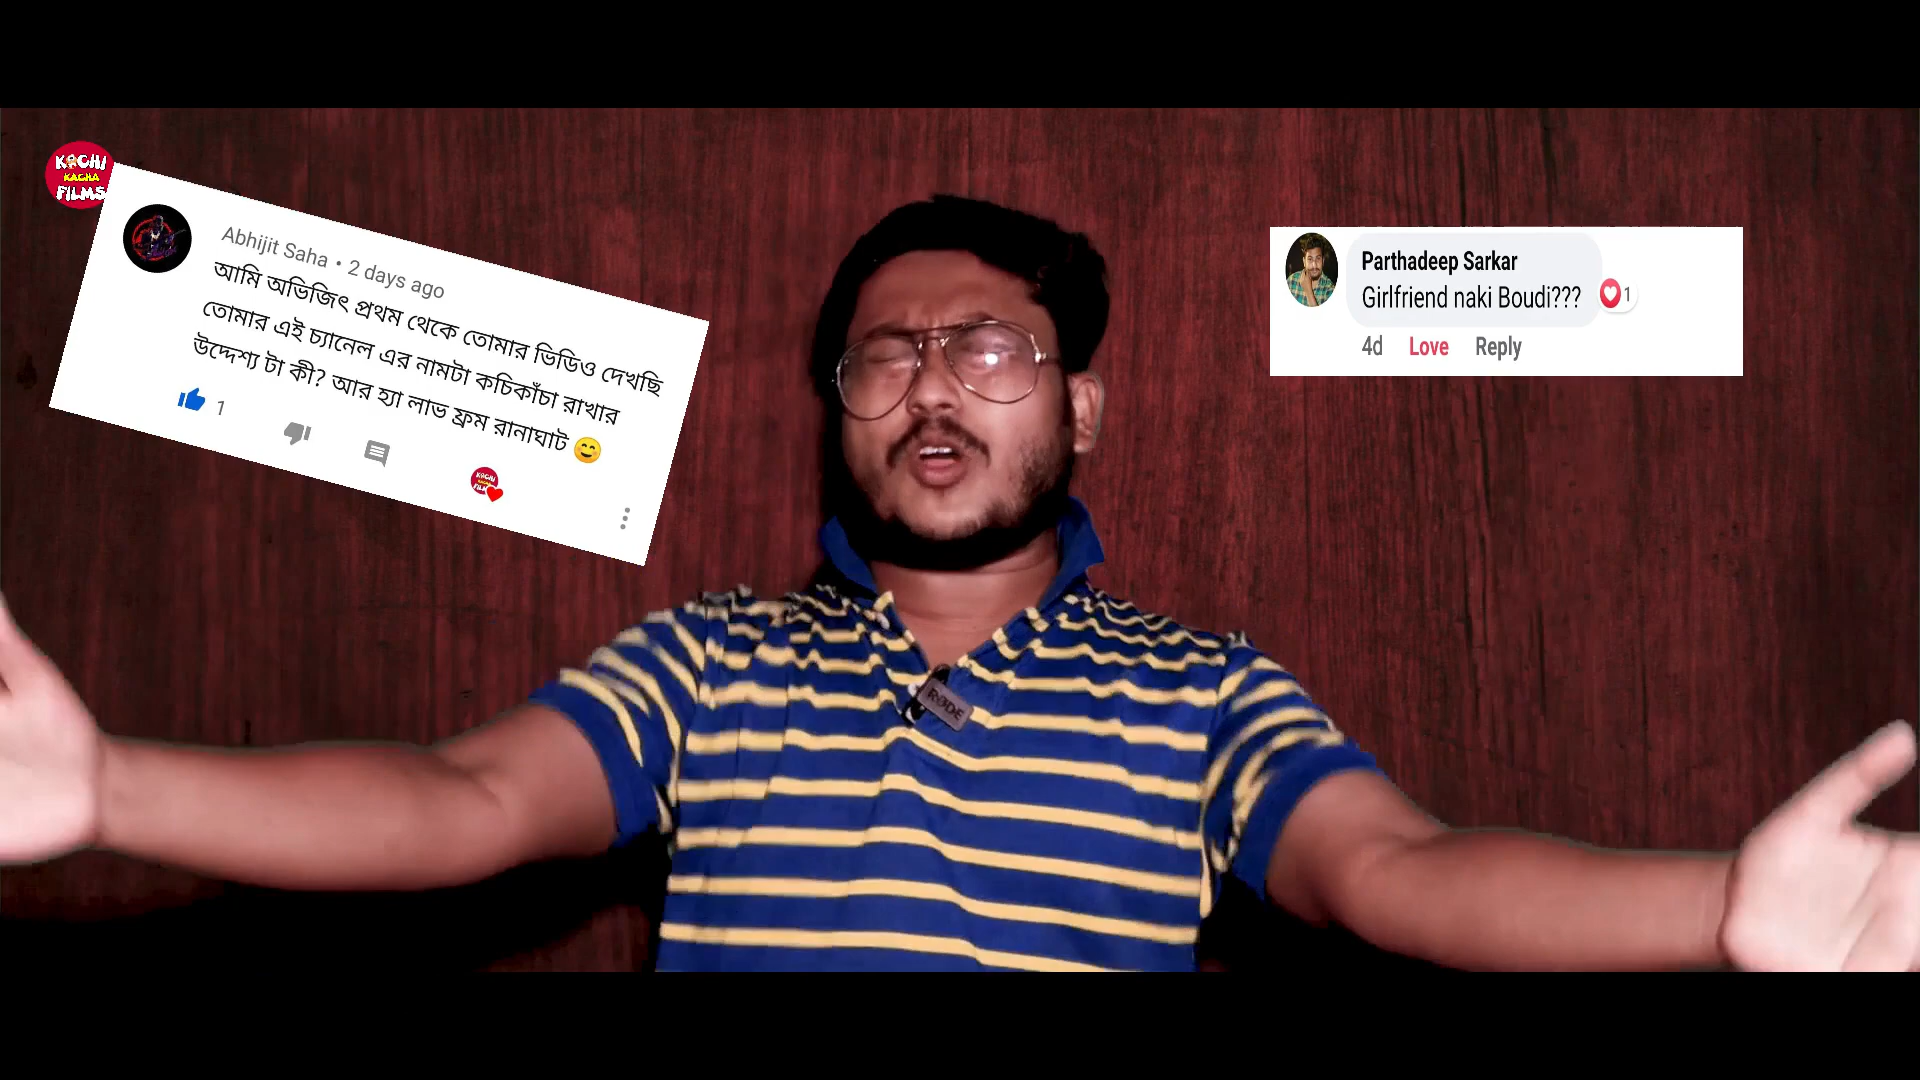 KOCHI
KACHA
FILMS
Abhijit Saha • 2 days ago
আমি অভিজিৎ প্রথম থেকে তোমার ভিডিও দেখছি
তোমার এই চ্যানেল এর নামটা কচিকাঁচা রাখার
উদ্দেশ্য টা কী? আর হ্যা লাভ ফ্রম রানাঘাট 😊
1
Parthadeep Sarkar
Girlfriend naki Boudi???
1
4d Love Reply
RØDE